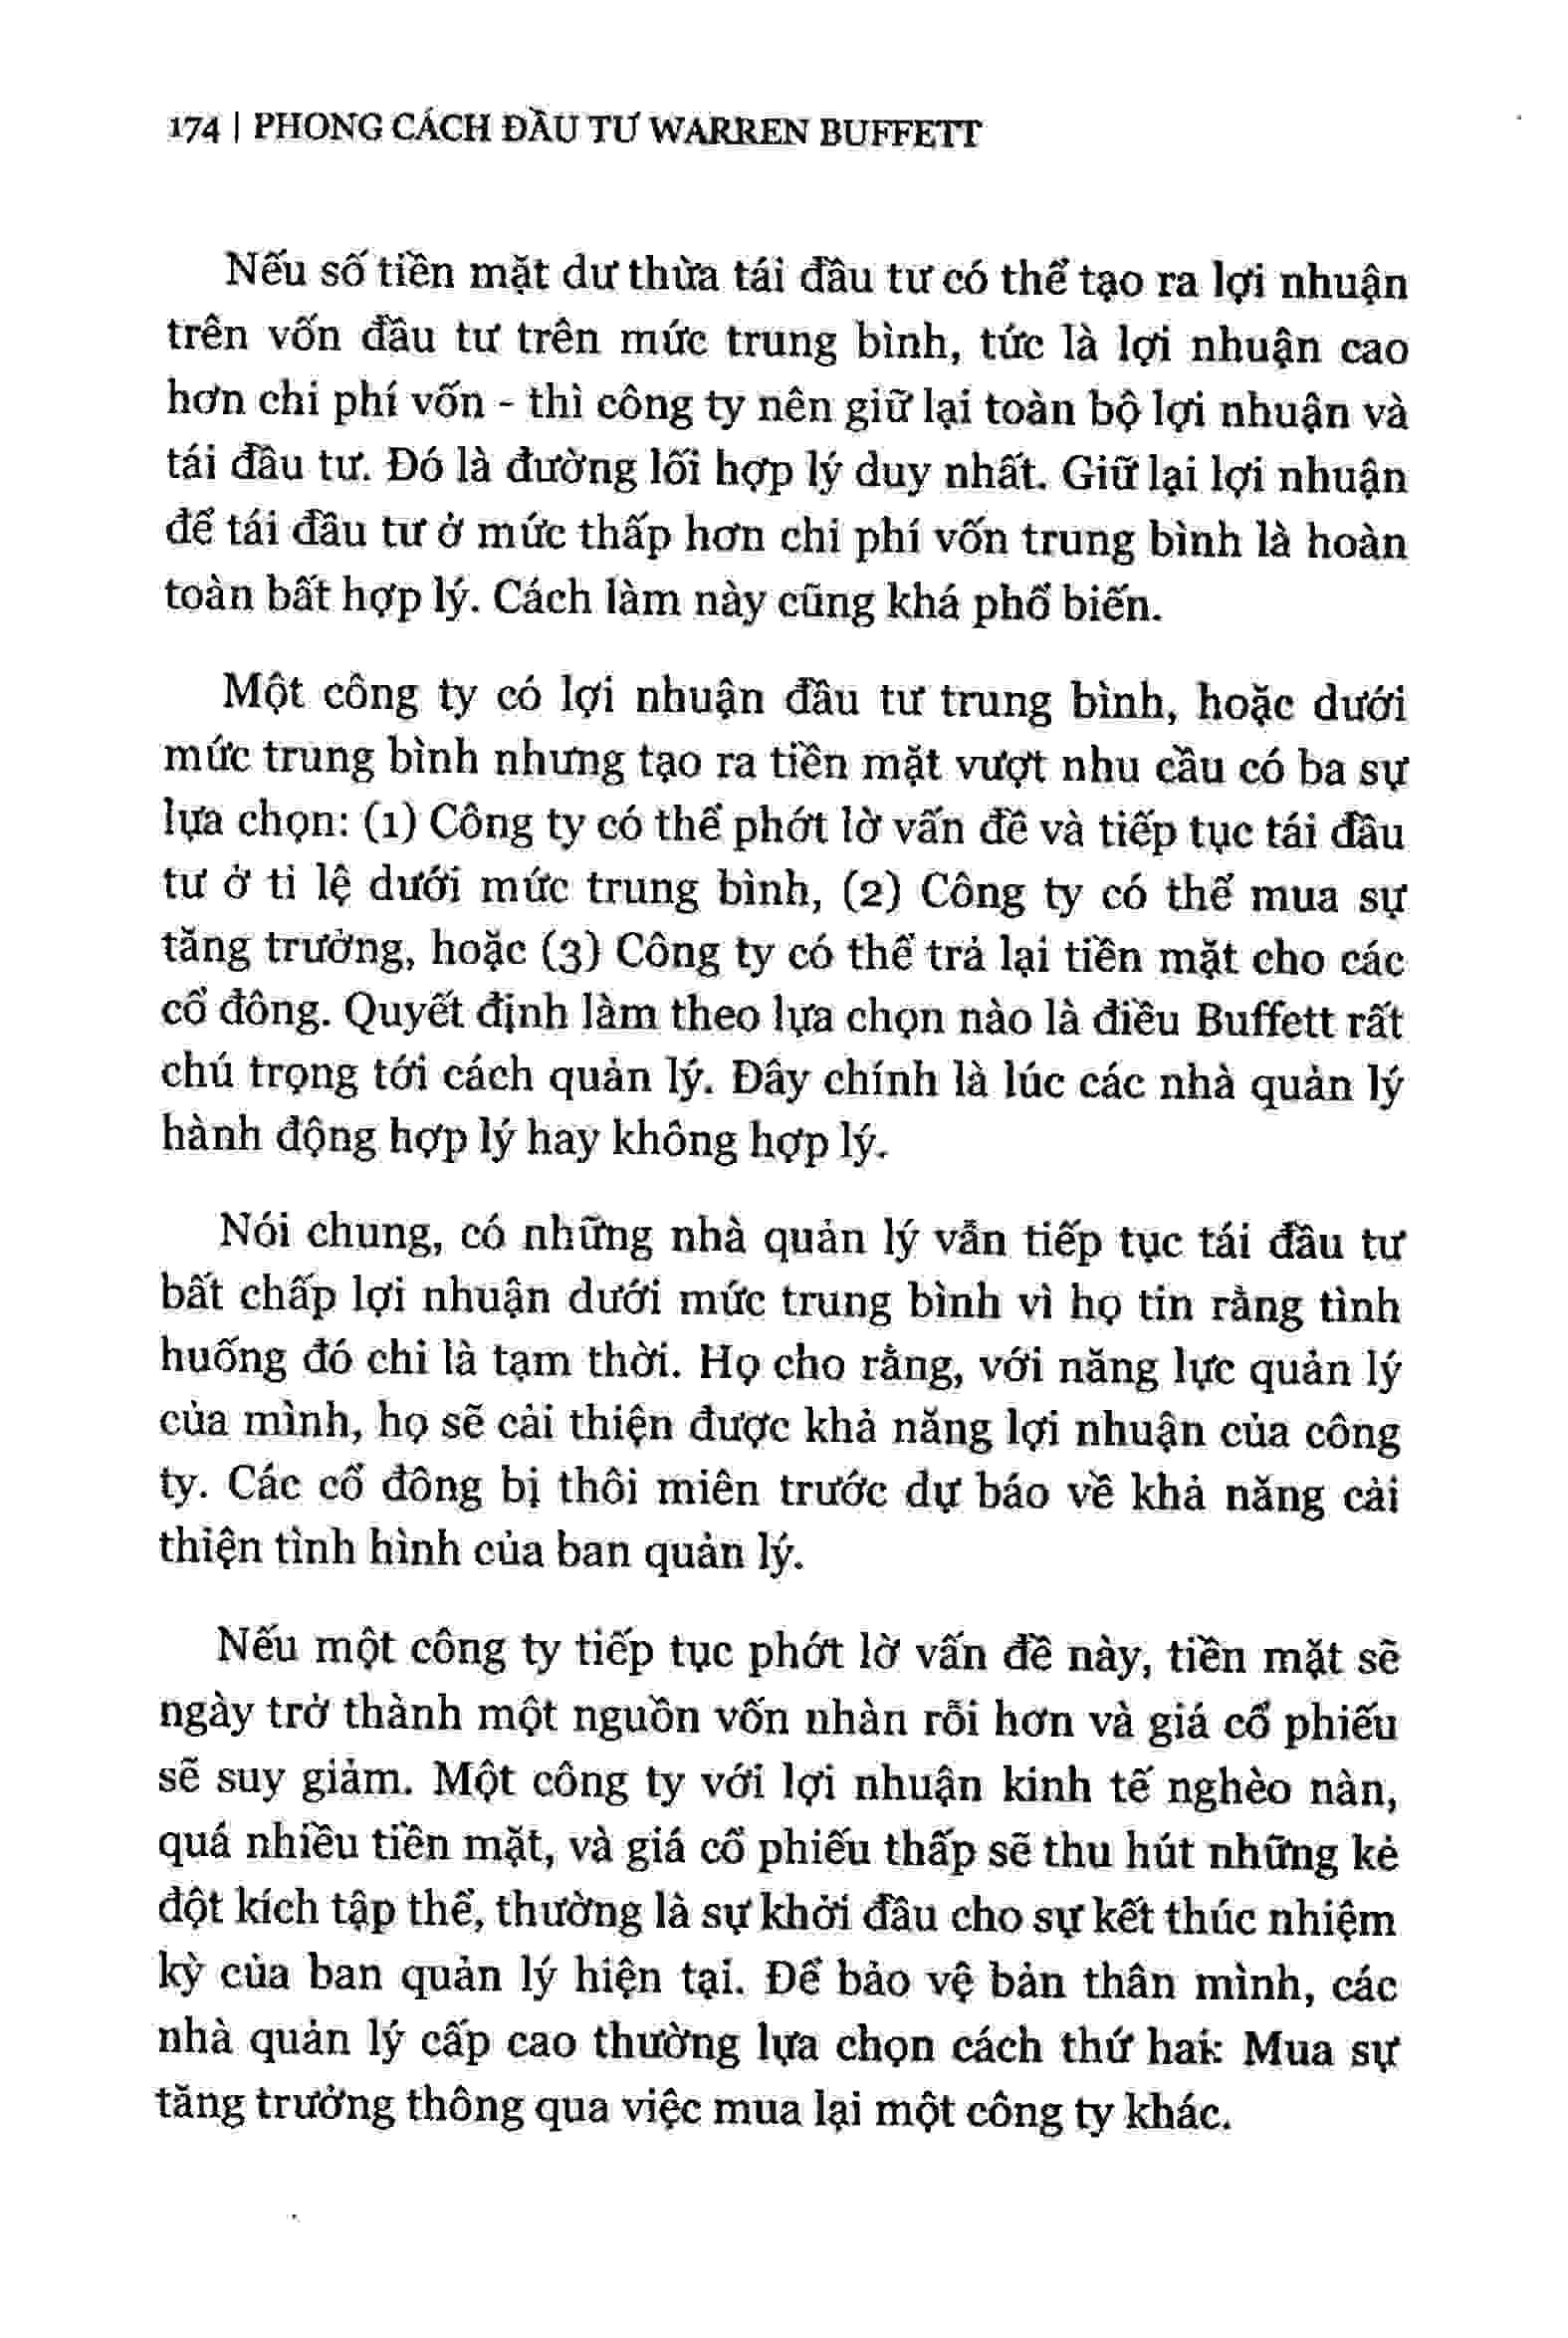 174 | PHONG CÁCH ĐẦU TƯ WARREN BUFFETT
Nếu số tiền mặt dư thừa tái đầu tư có thể tạo ra lợi nhuận
trên vốn đầu tư trên mức trung bình, tức là lợi nhuận cao
hơn chi phí vốn - thì công ty nên giữ lại toàn bộ lợi nhuận và
tái đầu tư. Đó là đường lối hợp lý duy nhất. Giữ lại lợi nhuận
để tái đầu tư ở mức thấp hơn chi phí vốn trung bình là hoàn
toàn bất hợp lý. Cách làm này cũng khá phổ biến.
Một công ty có lợi nhuận đầu tư trung bình, hoặc dưới
mức trung bình nhưng tạo ra tiền mặt vượt nhu cầu có ba sự
lựa chọn: (1) Công ty có thể phớt lờ vấn đề và tiếp tục tái đầu
tư ở tỉ lệ dưới mức trung bình, (2) Công ty có thể mua sự
tăng trưởng, hoặc (3) Công ty có thể trả lại tiền mặt cho các
cổ đông. Quyết định làm theo lựa chọn nào là điều Buffett rất
chú trọng tới cách quản lý. Đây chính là lúc các nhà quản lý
hành động hợp lý hay không hợp lý.
Nói chung, có những nhà quản lý vẫn tiếp tục tái đầu tư
bất chấp lợi nhuận dưới mức trung bình vì họ tin rằng tình
huống đó chỉ là tạm thời. Họ cho rằng, với năng lực quản lý
của mình, họ sẽ cải thiện được khả năng lợi nhuận của công
ty. Các cổ đông bị thôi miên trước dự báo về khả năng cải
thiện tình hình của ban quản lý.
Nếu một công ty tiếp tục phớt lờ vấn đề này, tiền mặt sẽ
ngày trở thành một nguồn vốn nhàn rỗi hơn và giá cổ phiếu
sẽ suy giảm. Một công ty với lợi nhuận kinh tế nghèo nàn,
quá nhiều tiền mặt, và giá cổ phiếu thấp sẽ thu hút những kẻ
đột kích tập thể, thường là sự khởi đầu cho sự kết thúc nhiệm
kỳ của ban quản lý hiện tại. Để bảo vệ bản thân mình, các
nhà quản lý cấp cao thường lựa chọn cách thứ hai: Mua sự
tăng trưởng thông qua việc mua lại một công ty khác.